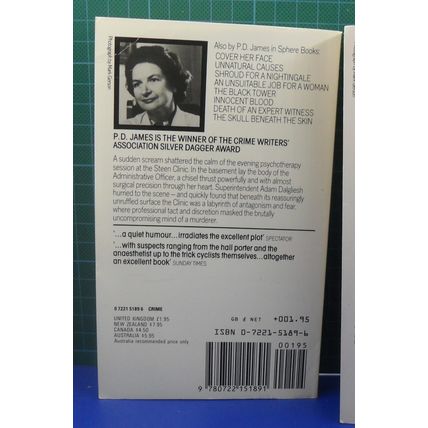 Photograph by Mark Gerson
Also by P.D. James in Sphere Books:
COVER HER FACE
UNNATURAL CAUSES
SHROUD FOR A NIGHTINGALE
AN UNSUITABLE JOB FOR A WOMAN
THE BLACK TOWER
INNOCENT BLOOD
DEATH OF AN EXPERT WITNESS
THE SKULL BENEATH THE SKIN
P.D. JAMES IS THE WINNER OF THE CRIME WRITERS'
ASSOCIATION SILVER DAGGER AWARD
A sudden scream shattered the calm of the evening psychotherapy
session at the Steen Clinic. In the basement lay the body of the
Administrative Officer, a chisel thrust powerfully and with almost
surgical precision through her heart. Superintendent Adam Dalgliesh
hurried to the scene — and quickly found that beneath its reassuringly
unruffled surface the Clinic was a labyrinth of antagonism and fear,
where professional tact and discretion masked the brutally
uncompromising mind of a murderer.
'...a quiet humour...irradiates the excellent plot' SPECTATOR
'...with suspects ranging from the hall porter and the
anaesthetist up to the trick cyclists themselves...altogether
an excellent book' SUNDAY TIMES
0 7221 5189 6 CRIME
UNITED KINGDOM £1.95
NEW ZEALAND $7.95
CANADA $4.50
AUSTRALIA $5.95
Australia recommended price only
GB £ NET +001.95
ISBN 0-7221-5189-6
00195
9 780722 151891